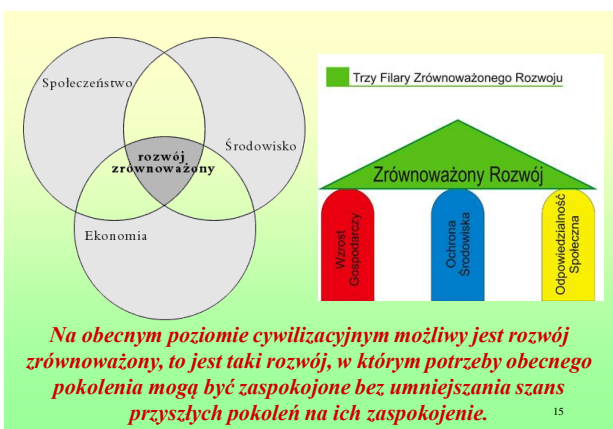 Społeczeństwo
Środowisko
rozwój
zrównoważony
Ekonomia
Trzy Filary Zrównoważonego Rozwoju
Zrównoważony Rozwój
Wzrost
Gospodarczy
Ochrona
Środowiska
Odpowiedzialność
Społeczna
Na obecnym poziomie cywilizacyjnym możliwy jest rozwój
zrównoważony, to jest taki rozwój, w którym potrzeby obecnego
pokolenia mogą być zaspokojone bez umniejszania szans
przyszłych pokoleń na ich zaspokojenie.
15